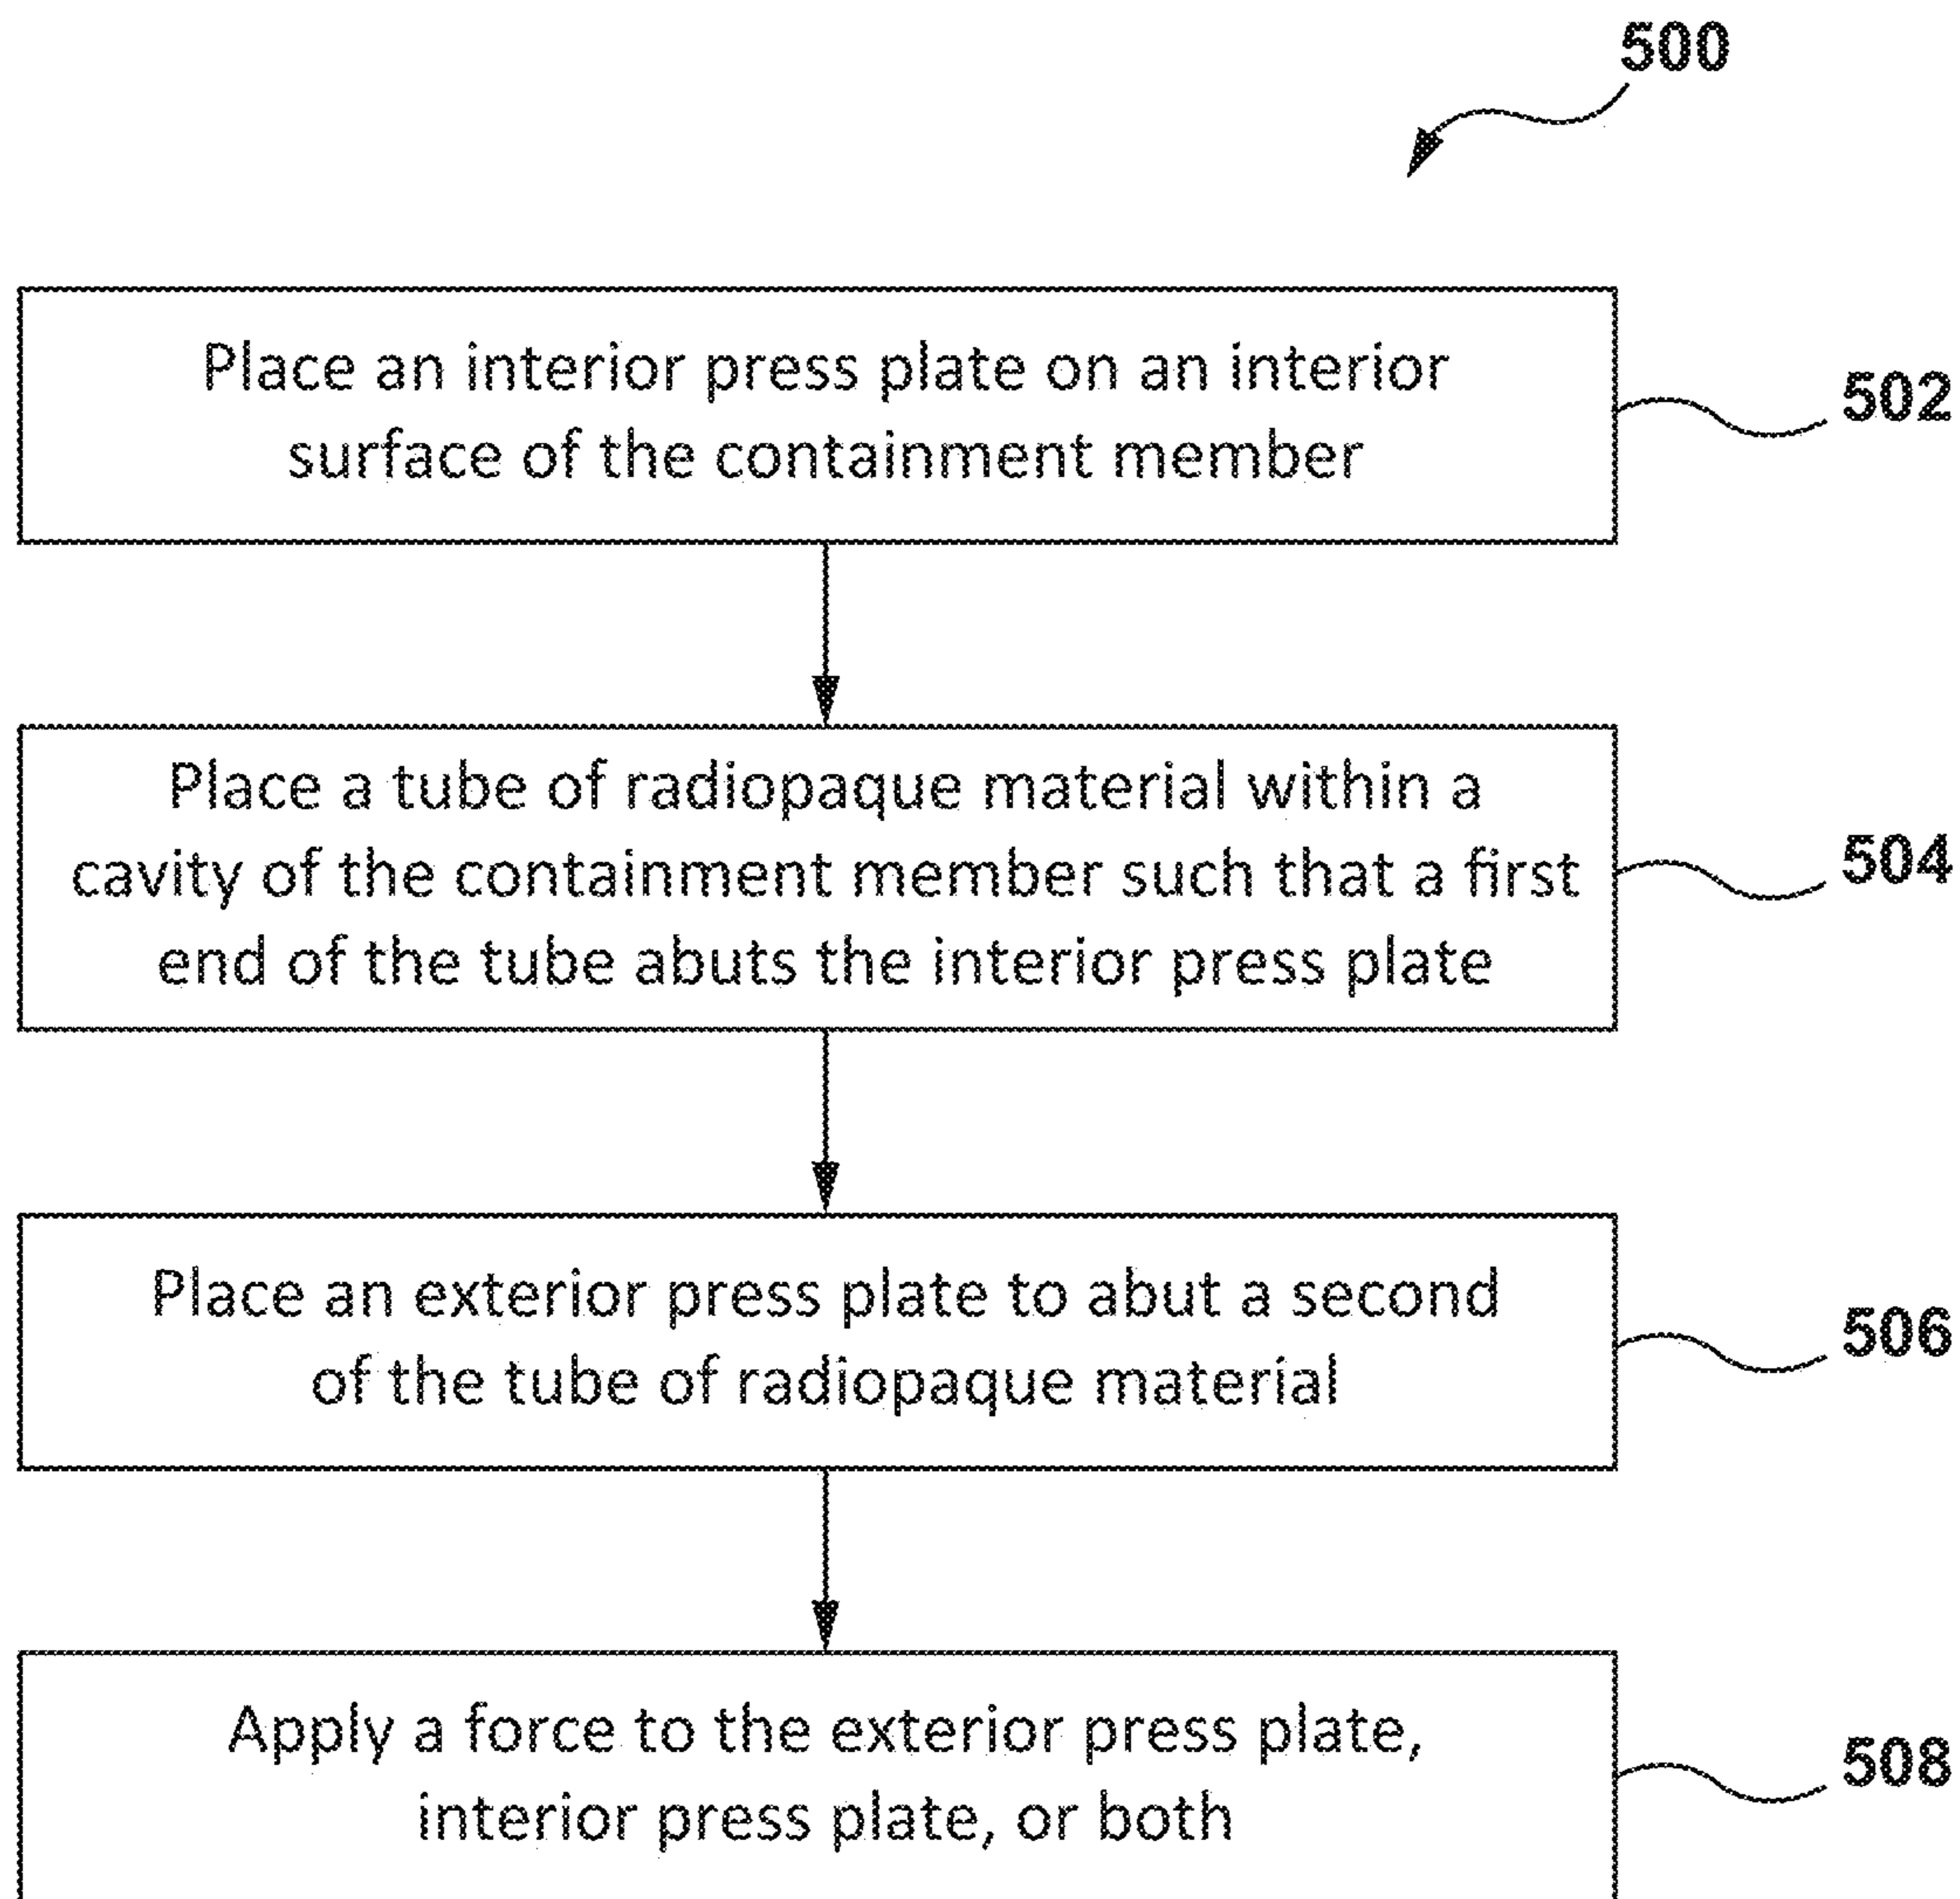 500
Place an interior press plate on an interior
surface of the containment member
502
Place a tube of radiopaque material within a
cavity of the containment member such that a first
end of the tube abuts the interior press plate
504
Place an exterior press plate to abut a second
of the tube of radiopaque material
506
Apply a force to the exterior press plate,
interior press plate, or both
508